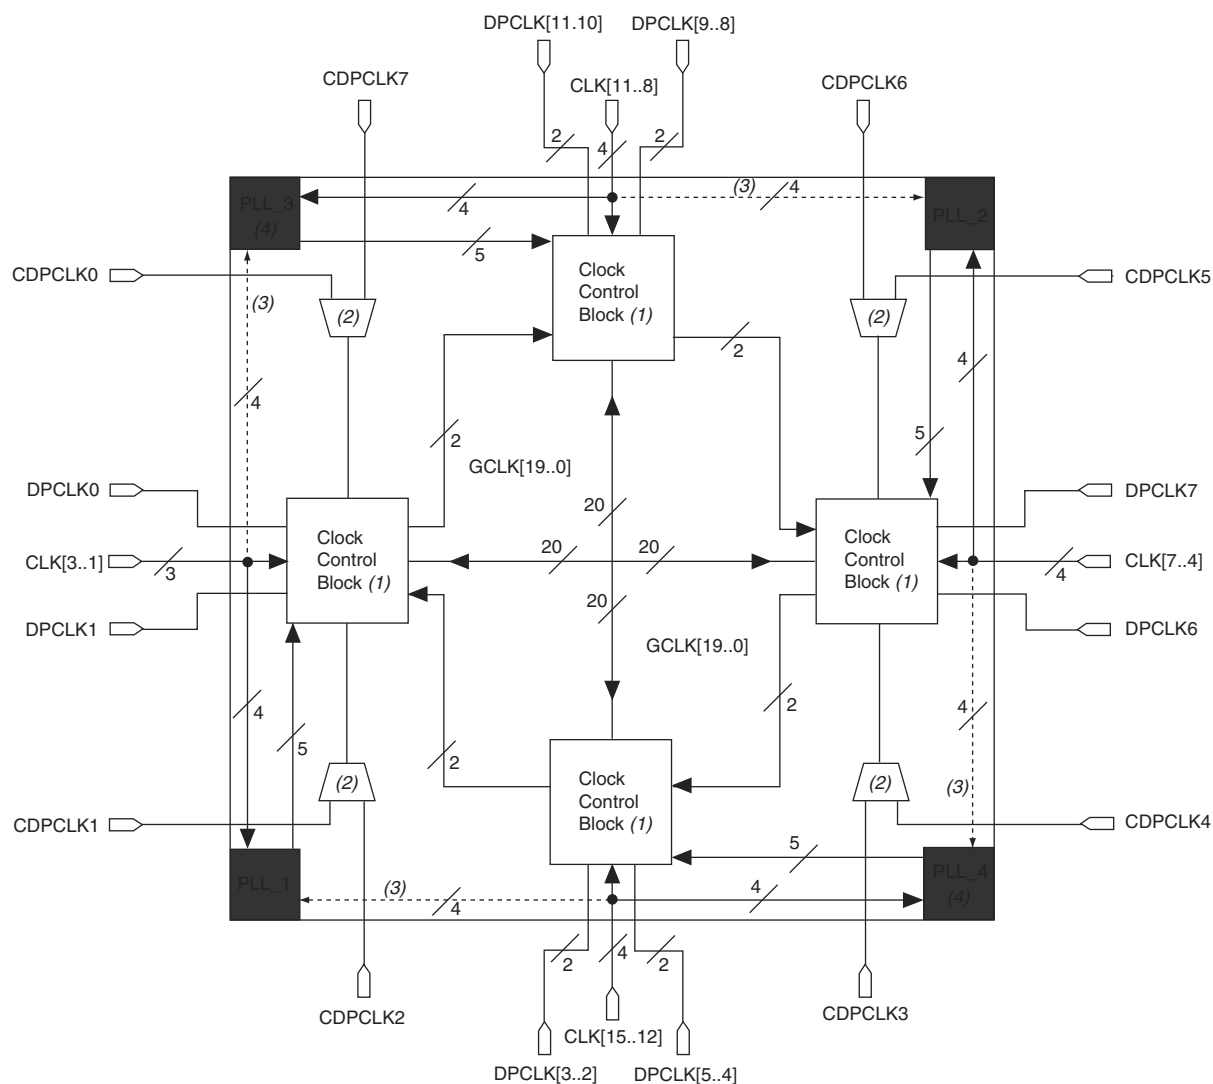 DPCLK[11.10] DPCLK[9..8]
CDPCLK7 CLK[11..8] CDPCLK6
2 4 2
PLL_3 4 (3) 4 PLL_2
(4) 5
CDPCLK0 CDPCLK5
(3) Clock
Control
Block (1)
(2) (2)
2
4 4
2 5
GCLK[19..0]
DPCLK0 DPCLK7
20
Clock
Control
Block (1)
Clock
Control
Block (1)
CLK[3..1] 3 20 20 4 CLK[7..4]
20
DPCLK1 DPCLK6
GCLK[19..0]
4 2 4
5 2
(2) Clock
Control
Block (1)
(2) (3)
CDPCLK1 CDPCLK4
5
PLL_1 (3) 4 4 PLL_4
(4)
2 4 2
CDPCLK2 CDPCLK3
CLK[15..12]
DPCLK[3..2] DPCLK[5..4]